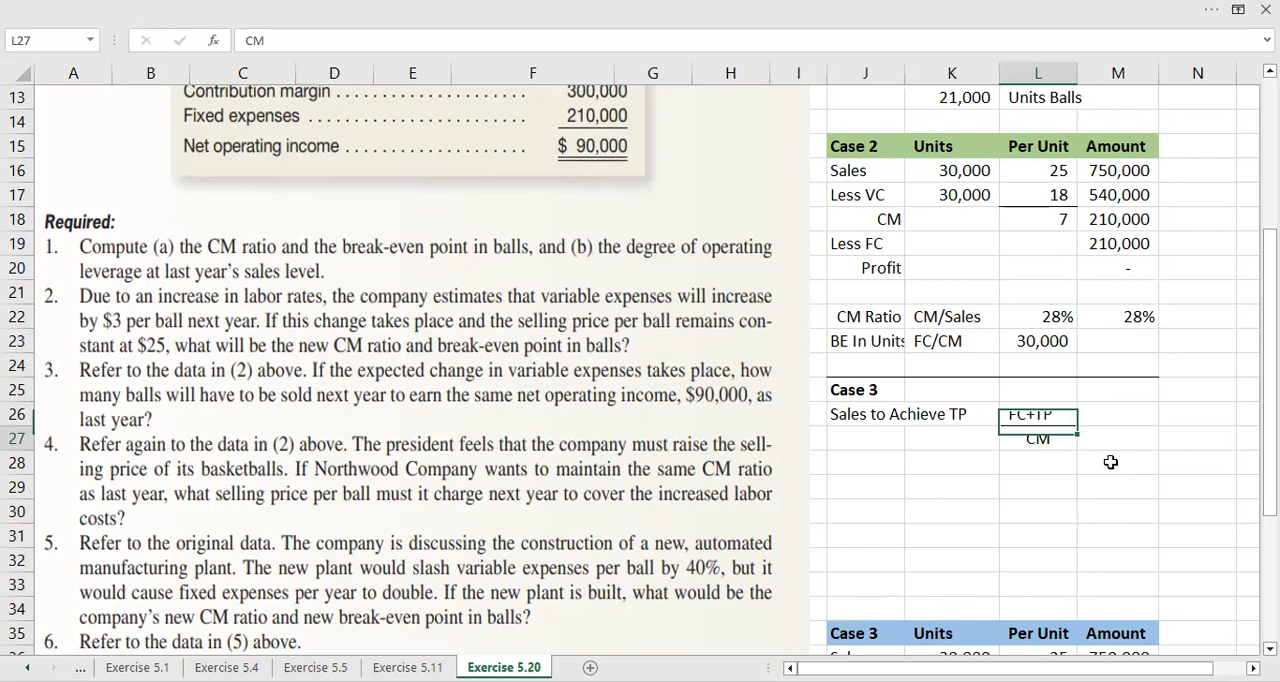 L27 fx CM
A B C D E F G H I J K L M N
Contribution margin . . . . . . . . . . . . . . . . . . . . . . 300,000
13 21,000 Units Balls
Fixed expenses . . . . . . . . . . . . . . . . . . . . . . . . . 210,000
14
Net operating income . . . . . . . . . . . . . . . . . . . . . $ 90,000
15 Case 2 Units Per Unit Amount
16 Sales 30,000 25 750,000
17 Less VC 30,000 18 540,000
18 CM 7 210,000
19 Less FC 210,000
20 Profit -
21
22 CM Ratio CM/Sales 28% 28%
23 BE In Units FC/CM 30,000
24
25 Case 3
26 Sales to Achieve TP FC+TP
27 CM
28
29
30
31
32
33
34
35 Case 3 Units Per Unit Amount
Required:
1. Compute (a) the CM ratio and the break-even point in balls, and (b) the degree of operating
leverage at last year's sales level.
2. Due to an increase in labor rates, the company estimates that variable expenses will increase
by $3 per ball next year. If this change takes place and the selling price per ball remains con-
stant at $25, what will be the new CM ratio and break-even point in balls?
3. Refer to the data in (2) above. If the expected change in variable expenses takes place, how
many balls will have to be sold next year to earn the same net operating income, $90,000, as
last year?
4. Refer again to the data in (2) above. The president feels that the company must raise the sell-
ing price of its basketballs. If Northwood Company wants to maintain the same CM ratio
as last year, what selling price per ball must it charge next year to cover the increased labor
costs?
5. Refer to the original data. The company is discussing the construction of a new, automated
manufacturing plant. The new plant would slash variable expenses per ball by 40%, but it
would cause fixed expenses per year to double. If the new plant is built, what would be the
company's new CM ratio and new break-even point in balls?
6. Refer to the data in (5) above.
... Exercise 5.1 Exercise 5.4 Exercise 5.5 Exercise 5.11 Exercise 5.20